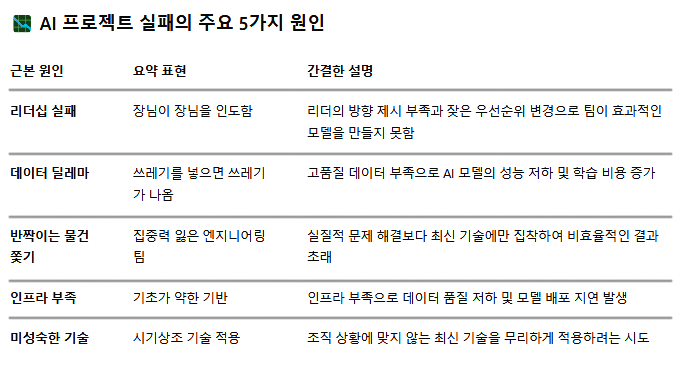 AI 프로젝트 실패의 주요 5가지 원인
근본 원인 요약 표현 간결한 설명
리더십 실패 장님이 장님을 인도함 리더의 방향 제시 부족과 잦은 우선순위 변경으로 팀이 효과적인
모델을 만들지 못함
데이터 딜레마 쓰레기를 넣으면 쓰레기 고품질 데이터 부족으로 AI 모델의 성능 저하 및 학습 비용 증가
가 나옴
반짝이는 물건 집중력 잃은 엔지니어링 실질적 문제 해결보다 최신 기술에만 집착하여 비효율적인 결과
쫓기 팀 초래
인프라 부족 기초가 약한 기반 인프라 부족으로 데이터 품질 저하 및 모델 배포 지연 발생
미성숙한 기술 시기상조 기술 적용 조직 상황에 맞지 않는 최신 기술을 무리하게 적용하려는 시도